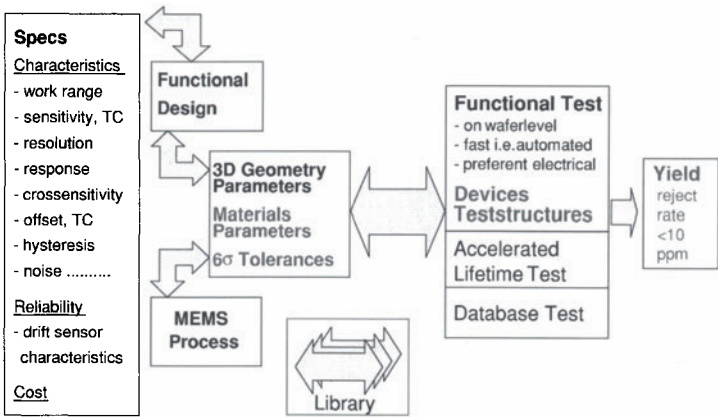 Specs
Characteristics
- work range
- sensitivity, TC
- resolution
- response
- crossensitivity
- offset, TC
- hysteresis
- noise ..........
Reliability
- drift sensor
characteristics
Cost
Functional
Design
3D Geometry
Parameters
Materials
Parameters
6σ Tolerances
MEMS
Process
Library
Functional Test
- on waferlevel
- fast i.e.automated
- preferent electrical
Devices
Teststructures
Accelerated
Lifetime Test
Database Test
Yield
reject
rate
<10
ppm